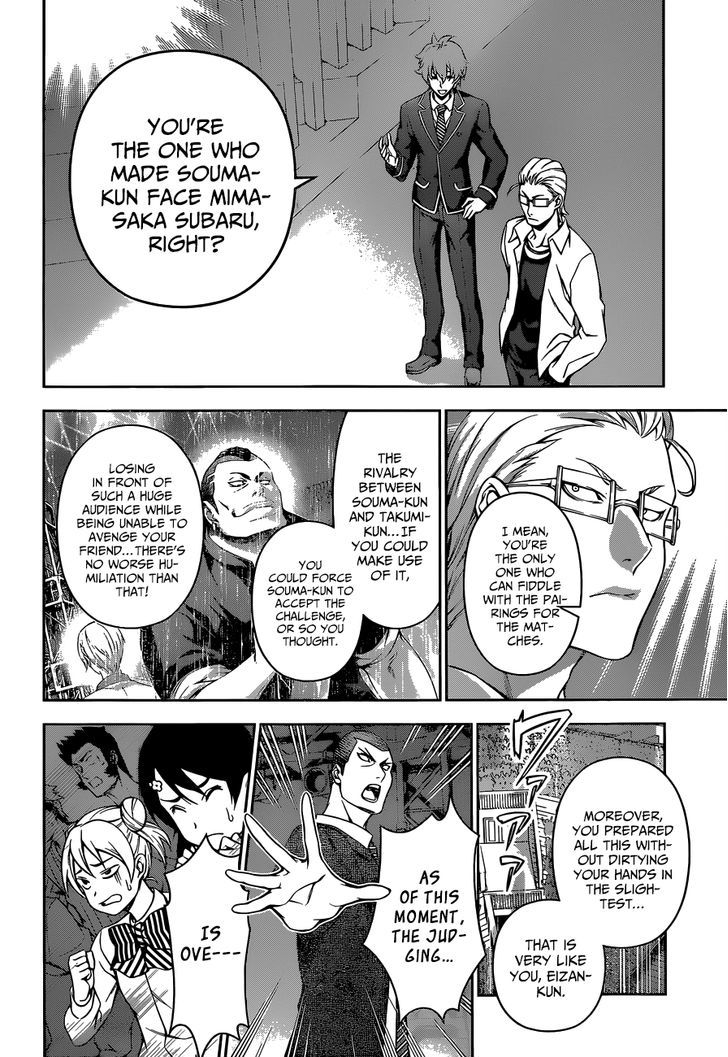 YOU'RE
THE ONE WHO
MADE SOUMA-
KUN FACE MIMA-
SAKA SUBARU,
RIGHT?
I MEAN,
YOU'RE
THE ONLY
ONE WHO
CAN FIDDLE
WITH THE PAI-
RINGS FOR
THE MAT-
CHES.
THE
RIVALRY
BETWEEN
SOUMA-KUN
AND TAKUMI-
KUN...IF
YOU COULD
MAKE USE
OF IT,
YOU
COULD FORCE
SOUMA-KUN TO
ACCEPT THE
CHALLENGE,
OR SO YOU
THOUGHT.
LOSING
IN FRONT OF
SUCH A HUGE
AUDIENCE WHILE
BEING UNABLE TO
AVENGE YOUR
FRIEND...THERE'S
NO WORSE HU-
MILIATION THAN
THAT!
MOREOVER,
YOU PREPARED
ALL THIS WITH-
OUT DIRTYING
YOUR HANDS
IN THE SLIGH-
TEST...
THAT IS
VERY LIKE
YOU, EIZAN-
KUN.
ワアァ
AS
OF THIS
MOMENT,
THE JUD-
GING...
IS
OVE---